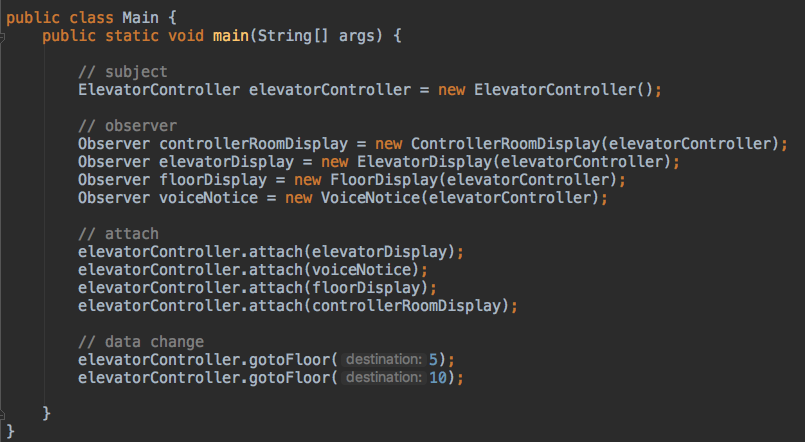 public class Main {
    public static void main(String[] args) {

        // subject
        ElevatorController elevatorController = new ElevatorController();

        // observer
        Observer controllerRoomDisplay = new ControllerRoomDisplay(elevatorController);
        Observer elevatorDisplay = new ElevatorDisplay(elevatorController);
        Observer floorDisplay = new FloorDisplay(elevatorController);
        Observer voiceNotice = new VoiceNotice(elevatorController);

        // attach
        elevatorController.attach(elevatorDisplay);
        elevatorController.attach(voiceNotice);
        elevatorController.attach(floorDisplay);
        elevatorController.attach(controllerRoomDisplay);

        // data change
        elevatorController.gotoFloor( destination: 5);
        elevatorController.gotoFloor( destination: 10);

    }
}